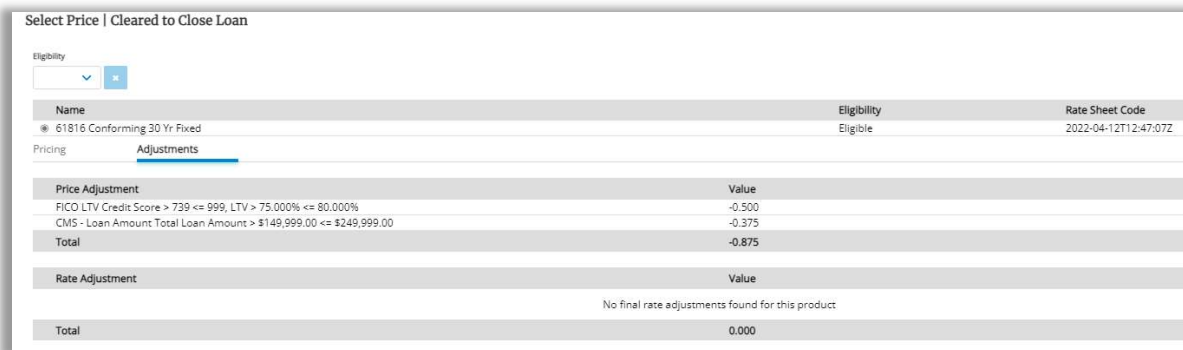 Select Price | Cleared to Close Loan
Eligibility
Name Eligibility Rate Sheet Code
61816 Conforming 30 Yr Fixed Eligible 2022-04-12T12:47:07Z
Pricing Adjustments
Price Adjustment Value
FICO LTV Credit Score > 739 <= 999, LTV > 75.000% <= 80.000% -0.500
CMS - Loan Amount Total Loan Amount > $149,999.00 <= $249,999.00 -0.375
Total -0.875
Rate Adjustment Value
No final rate adjustments found for this product
Total 0.000